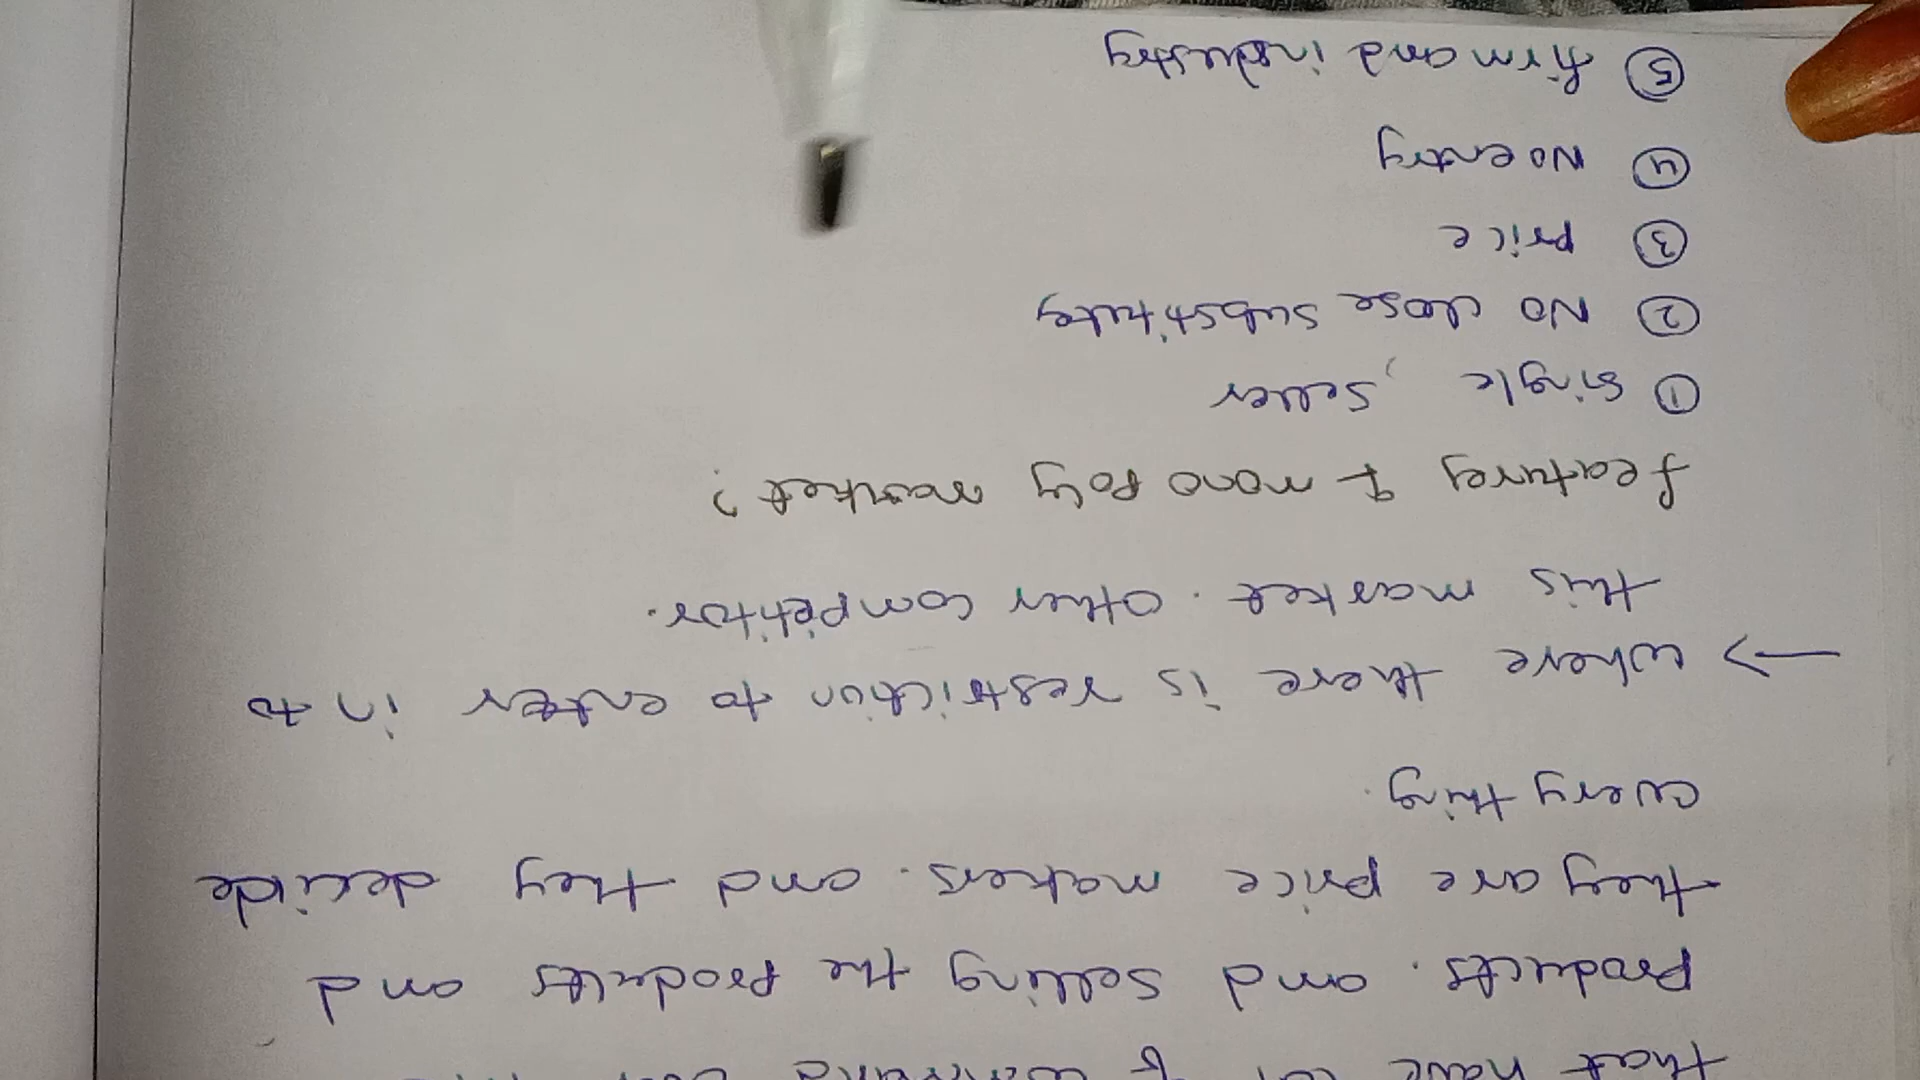 that have
products. and selling the products and
they are price makers. and they decide
every thing.
→ where there is restriction to enter in to
this market. other competitor.
features of mono poly market?
① single, seller
② No close substitutes
③ price
④ No entry
⑤ firm and industry